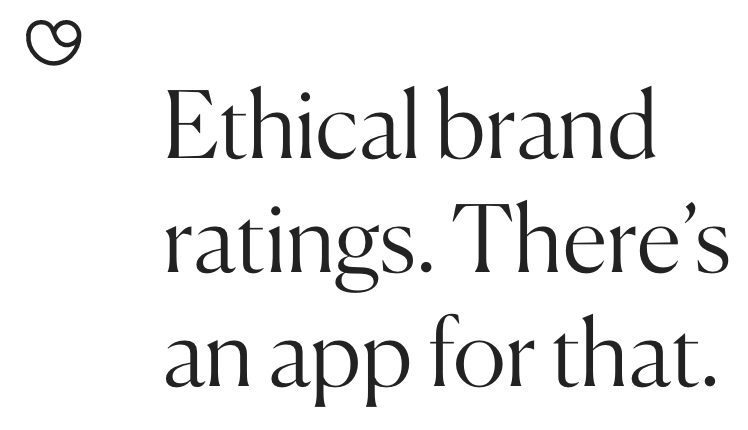 Ethical brand
ratings. There’s
an app for that.